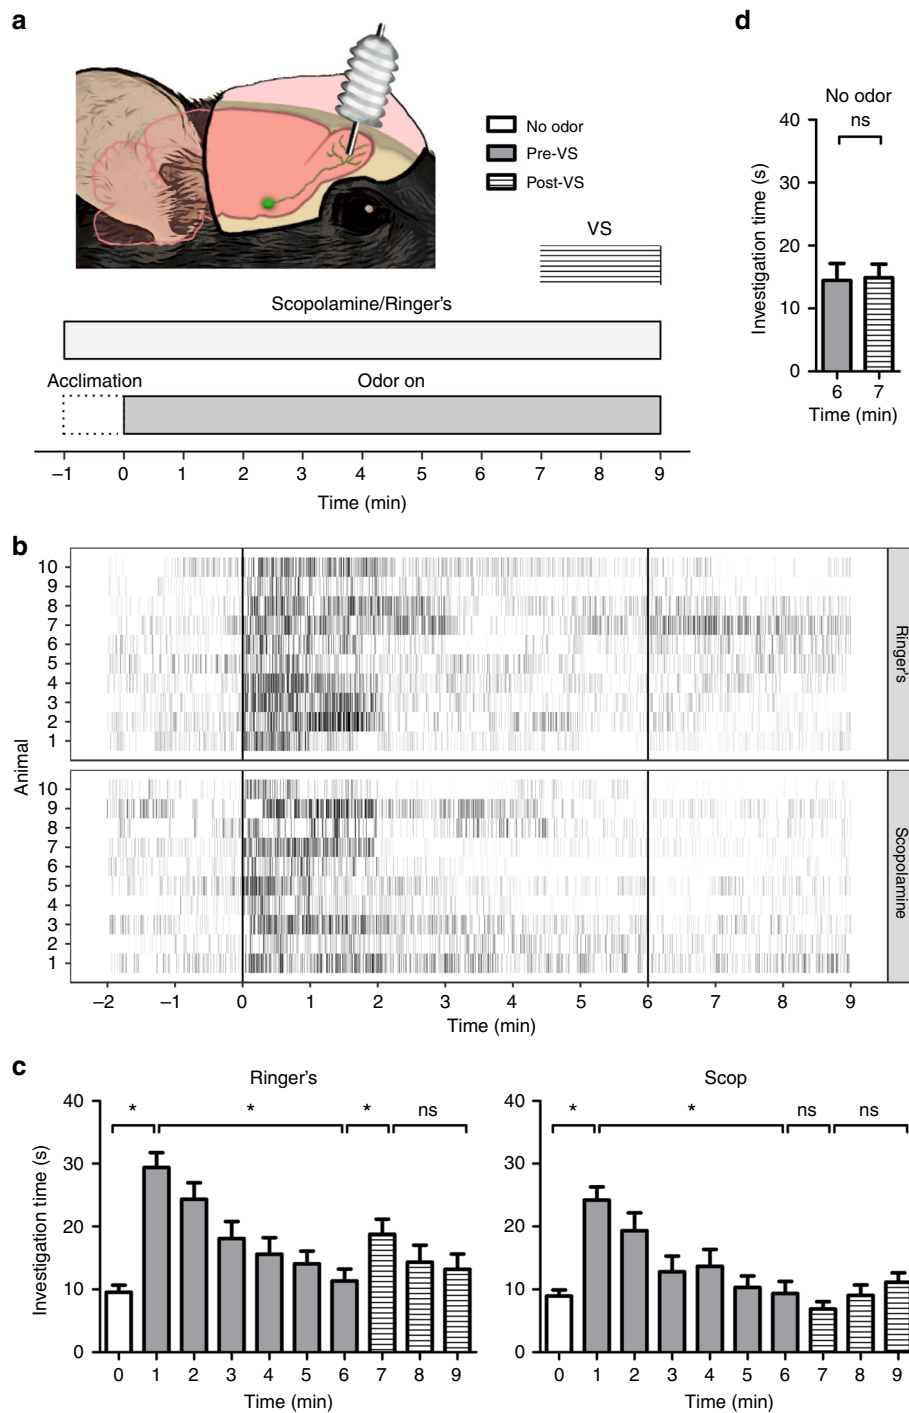 a
No odor
Pre-VS
Post-VS
VS
Scopolamine/Ringer's
Acclimation
Odor on
−1 0 1 2 3 4 5 6 7 8 9
Time (min)
d
No odor
ns
Investigation time (s)
40
30
20
10
0
6 7
Time (min)
b
Animal
10
9
8
7
6
5
4
3
2
1
Ringer's
10
9
8
7
6
5
4
3
2
1
Scopolamine
−2 −1 0 1 2 3 4 5 6 7 8 9
Time (min)
c
Ringer's
* * * ns
Investigation time (s)
40
30
20
10
0
0 1 2 3 4 5 6 7 8 9
Time (min)
Scop
* * ns ns
40
30
20
10
0
0 1 2 3 4 5 6 7 8 9
Time (min)